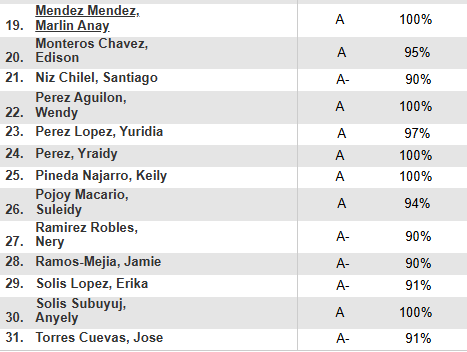 Mendez Mendez,
19. Marlin Anay A 100%
Monteros Chavez,
20. Edison A 95%
21. Niz Chilel, Santiago A- 90%
Perez Aguilon,
22. Wendy A 100%
23. Perez Lopez, Yuridia A 97%
24. Perez, Yraidy A 100%
25. Pineda Najarro, Keily A 100%
Pojoy Macario,
26. Suleidy A 94%
Ramirez Robles,
27. Nery A- 90%
28. Ramos-Mejia, Jamie A- 90%
29. Solis Lopez, Erika A- 91%
Solis Subuyuj,
30. Anyely A 100%
31. Torres Cuevas, Jose A- 91%